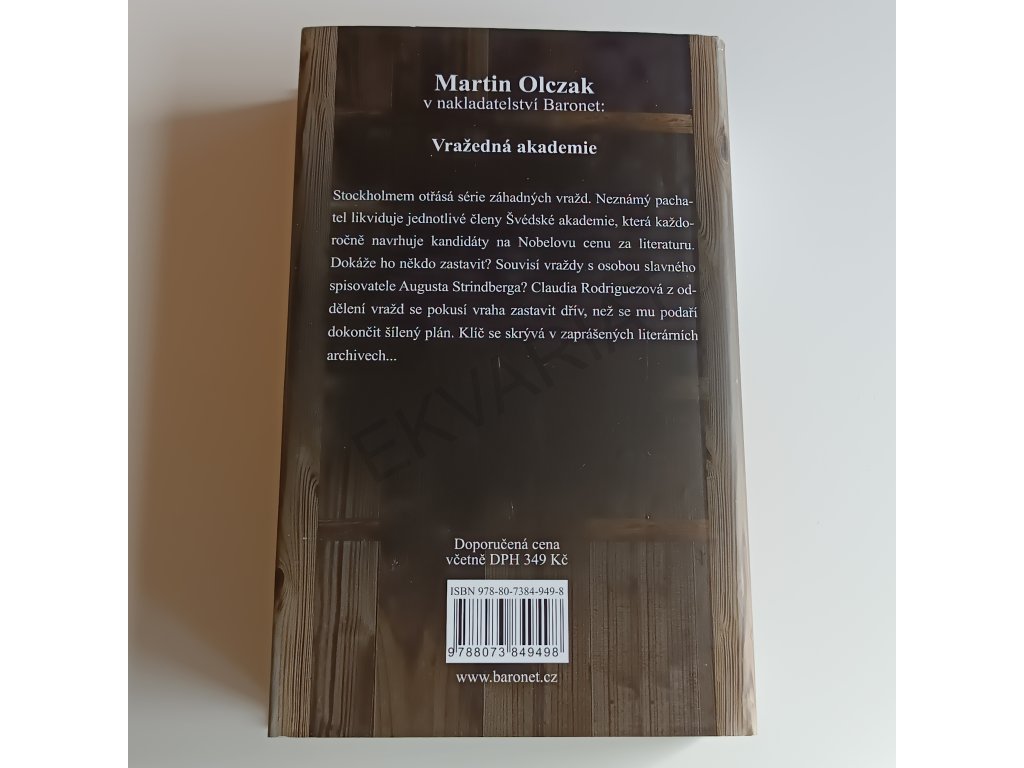 Martin Olczak
v nakladatelství Baronet:
Vražedná akademie
Stockholmem otřásá série záhadných vražd. Neznámý pacha-
tel likviduje jednotlivé členy Švédské akademie, která každo-
ročně navrhuje kandidáty na Nobelovu cenu za literaturu.
Dokáže ho někdo zastavit? Souvisí vraždy s osobou slavného
spisovatele Augusta Strindberga? Claudia Rodriguezová z od-
dělení vražd se pokusí vraha zastavit dřív, než se mu podaří
dokončit šílený plán. Klíč se skrývá v zaprášených literárních
archivech...
Doporučená cena
včetně DPH 349 Kč
ISBN 978-80-7384-949-8
9788073 849498
www.baronet.cz